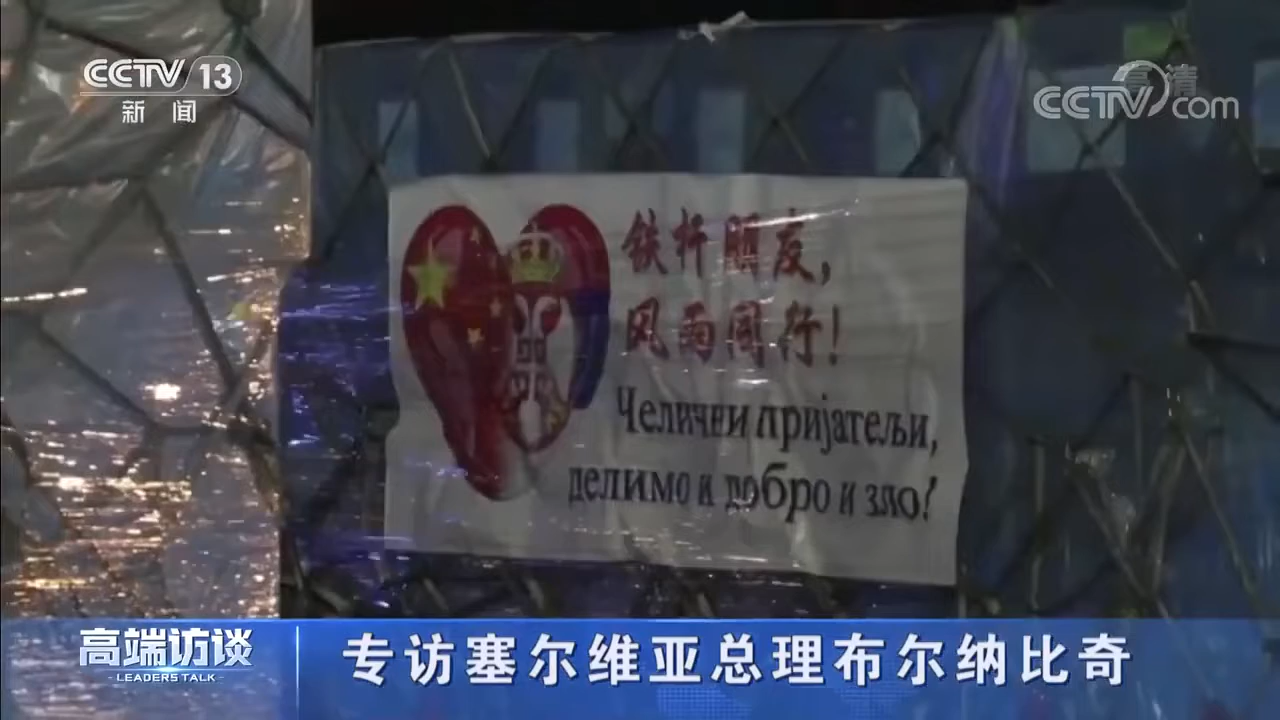 CCTV 13
新闻
高清
CCTV.com
铁杆朋友,
风雨同行!
Челични пријатељи,
делимо и добро и зло!
高端访谈
- LEADERS TALK -
专访塞尔维亚总理布尔纳比奇